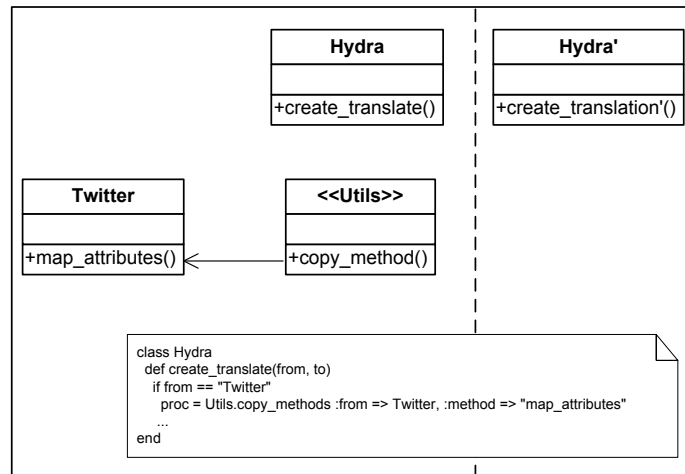 Hydra
Hydra'
+create_translate()
+create_translation'()
Twitter
<<Utils>>
+map_attributes()
+copy_method()
class Hydra
def create_translate(from, to)
if from == "Twitter"
proc = Utils.copy_methods :from => Twitter, :method => "map_attributes"
...
end